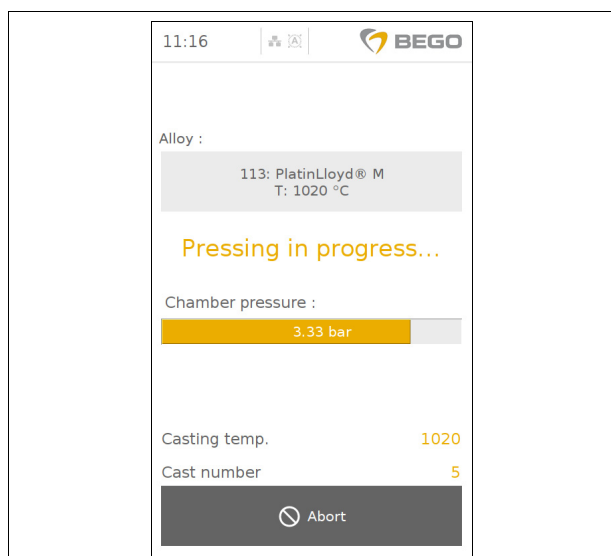 11:16 A BEGO
Alloy :
113: PlatinLloyd® M
T: 1020 °C
Pressing in progress...
Chamber pressure :
3.33 bar
Casting temp. 1020
Cast number 5
Abort